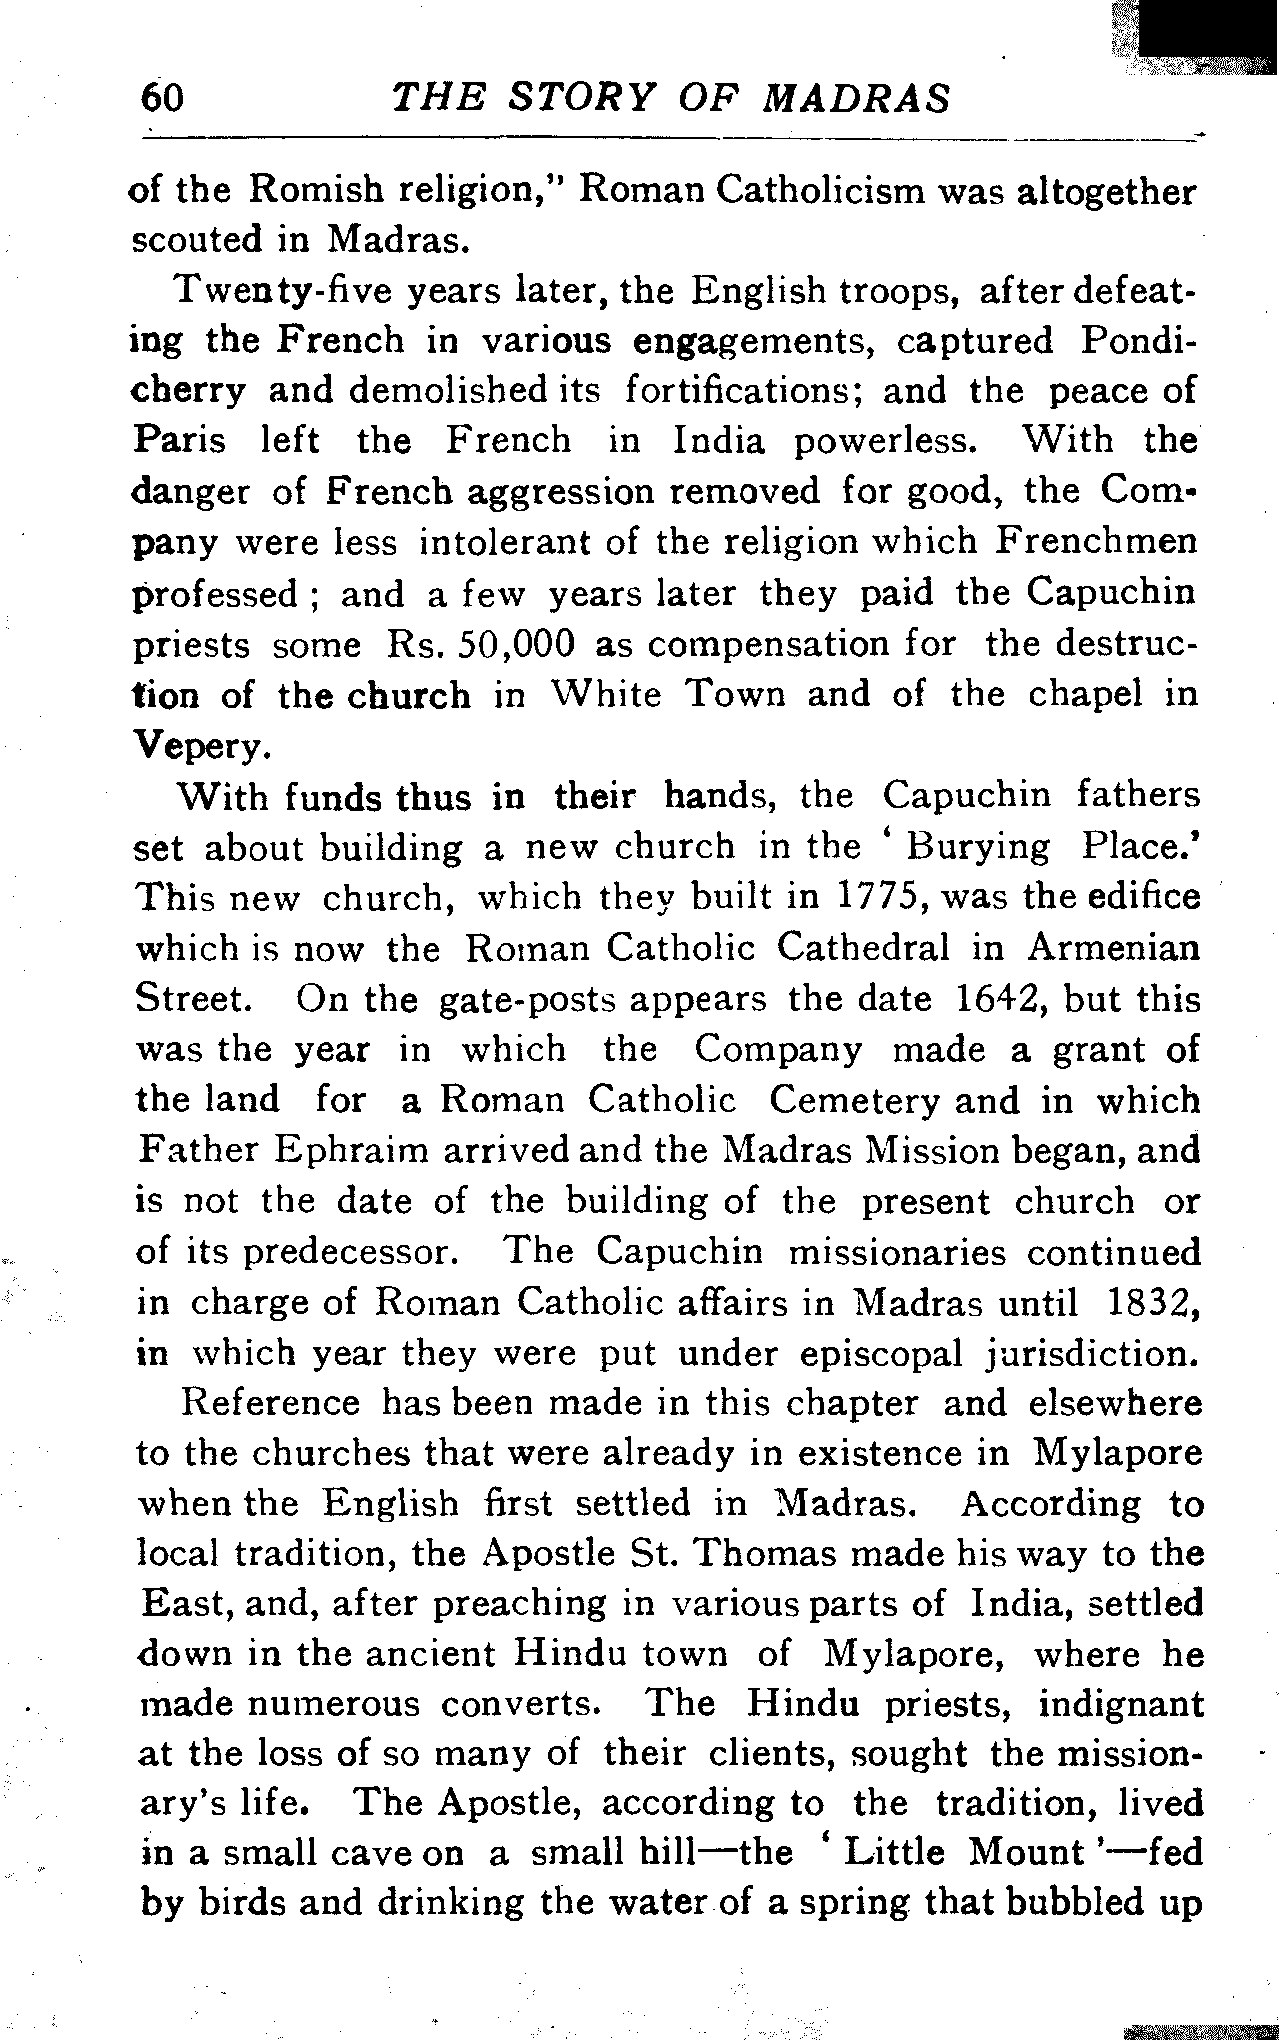 60 THE STORY OF MADRAS
of the Romish religion," Roman Catholicism was altogether
scouted in Madras.
Twenty-five years later, the English troops, after defeat-
ing the French in various engagements, captured Pondi-
cherry and demolished its fortifications; and the peace of
Paris left the French in India powerless. With the
danger of French aggression removed for good, the Com-
pany were less intolerant of the religion which Frenchmen
professed ; and a few years later they paid the Capuchin
priests some Rs. 50,000 as compensation for the destruc-
tion of the church in White Town and of the chapel in
Vepery.
With funds thus in their hands, the Capuchin fathers
set about building a new church in the ‘ Burying Place.’
This new church, which they built in 1775, was the edifice
which is now the Roman Catholic Cathedral in Armenian
Street. On the gate-posts appears the date 1642, but this
was the year in which the Company made a grant of
the land for a Roman Catholic Cemetery and in which
Father Ephraim arrived and the Madras Mission began, and
is not the date of the building of the present church or
of its predecessor. The Capuchin missionaries continued
in charge of Roman Catholic affairs in Madras until 1832,
in which year they were put under episcopal jurisdiction.
Reference has been made in this chapter and elsewhere
to the churches that were already in existence in Mylapore
when the English first settled in Madras. According to
local tradition, the Apostle St. Thomas made his way to the
East, and, after preaching in various parts of India, settled
down in the ancient Hindu town of Mylapore, where he
made numerous converts. The Hindu priests, indignant
at the loss of so many of their clients, sought the mission-
ary's life. The Apostle, according to the tradition, lived
in a small cave on a small hill—the ‘ Little Mount ’—fed
by birds and drinking the water of a spring that bubbled up